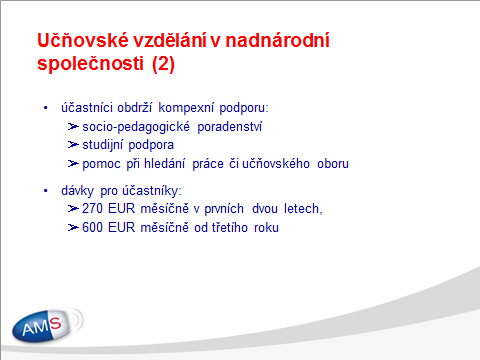 Učňovské vzdělání v nadnárodní
společnosti (2)
• účastníci obdrží kompexní podporu:
➢ socio-pedagogické poradenství
➢ studijní podpora
➢ pomoc při hledání práce či učňovského oboru
• dávky pro účastníky:
➢ 270 EUR měsíčně v prvních dvou letech,
➢ 600 EUR měsíčně od třetího roku
AMS